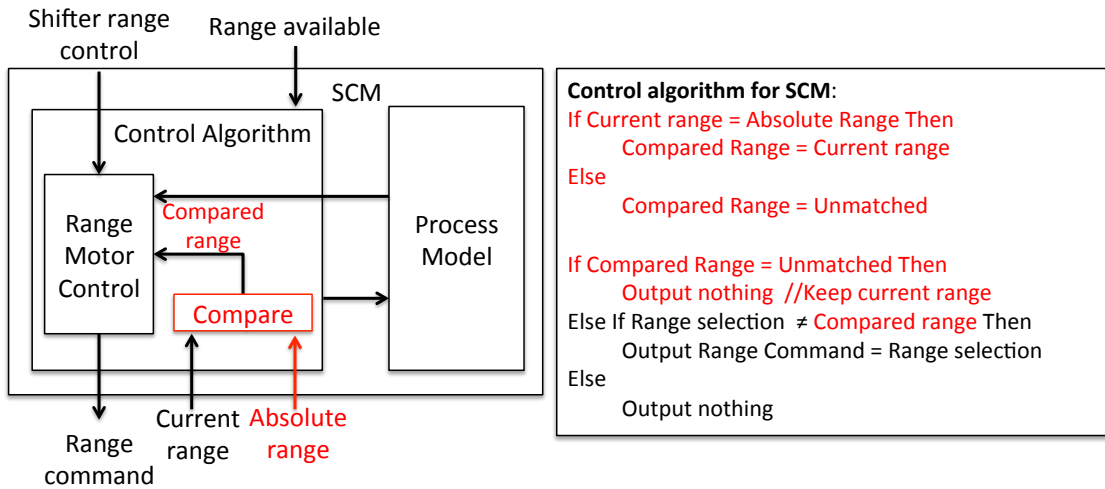 Shifter range
control
Range available
SCM
Control Algorithm
Range
Motor
Control
Compared
range
Compare
Process
Model
Current
range
Absolute
range
Range
command
Control algorithm for SCM:
If Current range = Absolute Range Then
Compared Range = Current range
Else
Compared Range = Unmatched
If Compared Range = Unmatched Then
Output nothing //Keep current range
Else If Range selection ≠ Compared range Then
Output Range Command = Range selection
Else
Output nothing